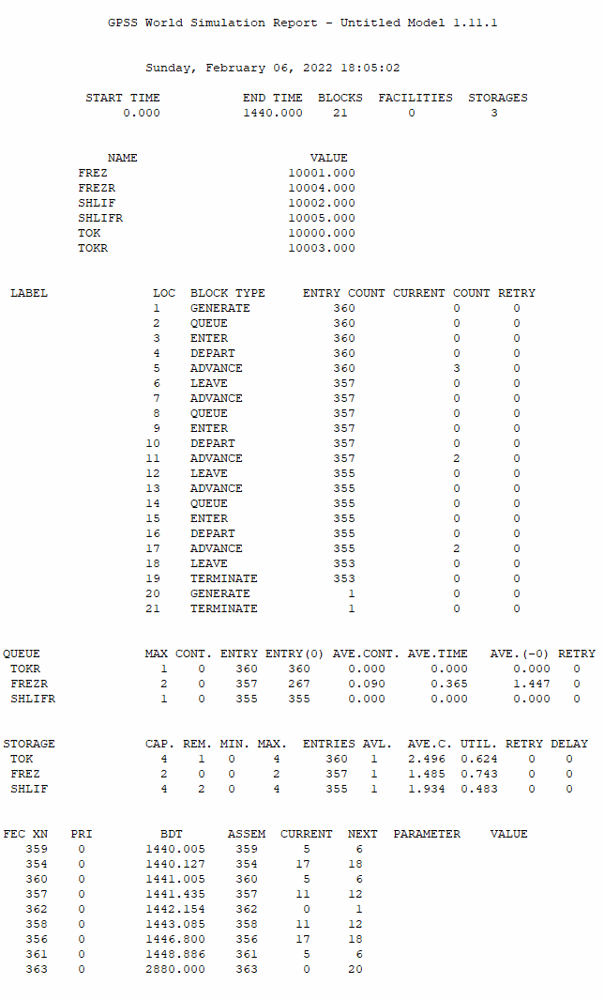 GPSS World Simulation Report - Untitled Model 1.11.1
Sunday, February 06, 2022 18:05:02
START TIME END TIME BLOCKS FACILITIES STORAGES
0.000 1440.000 21 0 3
NAME VALUE
FREZ 10001.000
FREZR 10004.000
SHLIF 10002.000
SHLIFR 10005.000
TOK 10000.000
TOKR 10003.000
LABEL LOC BLOCK TYPE ENTRY COUNT CURRENT COUNT RETRY
1 GENERATE 360 0 0
2 QUEUE 360 0 0
3 ENTER 360 0 0
4 DEPART 360 0 0
5 ADVANCE 360 3 0
6 LEAVE 357 0 0
7 ADVANCE 357 0 0
8 QUEUE 357 0 0
9 ENTER 357 0 0
10 DEPART 357 0 0
11 ADVANCE 357 2 0
12 LEAVE 355 0 0
13 ADVANCE 355 0 0
14 QUEUE 355 0 0
15 ENTER 355 0 0
16 DEPART 355 0 0
17 ADVANCE 355 2 0
18 LEAVE 353 0 0
19 TERMINATE 353 0 0
20 GENERATE 1 0 0
21 TERMINATE 1 0 0
QUEUE MAX CONT. ENTRY ENTRY(0) AVE.CONT. AVE.TIME AVE.(-0) RETRY
TOKR 1 0 360 360 0.000 0.000 0.000 0
FREZR 2 0 357 267 0.090 0.365 1.447 0
SHLIFR 1 0 355 355 0.000 0.000 0.000 0
STORAGE CAP. REM. MIN. MAX. ENTRIES AVL. AVE.C. UTIL. RETRY DELAY
TOK 4 1 0 4 360 1 2.496 0.624 0 0
FREZ 2 0 0 2 357 1 1.485 0.743 0 0
SHLIF 4 2 0 4 355 1 1.934 0.483 0 0
FEC XN PRI BDT ASSEM CURRENT NEXT PARAMETER VALUE
359 0 1440.005 359 5 6
354 0 1440.127 354 17 18
360 0 1441.005 360 5 6
357 0 1441.435 357 11 12
362 0 1442.154 362 0 1
358 0 1443.085 358 11 12
356 0 1446.800 356 17 18
361 0 1448.886 361 5 6
363 0 2880.000 363 0 20